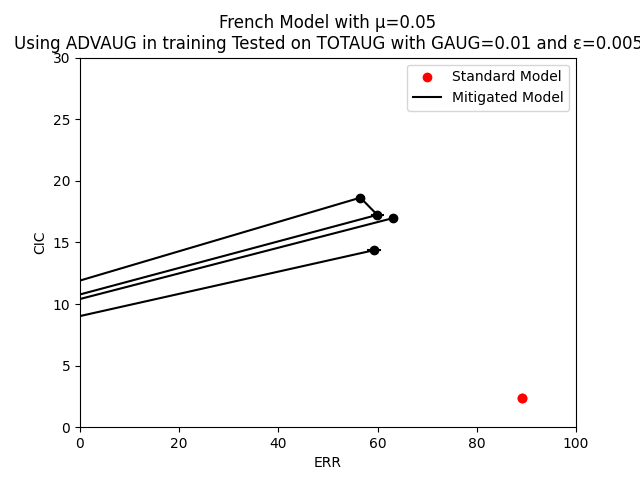 French Model with μ=0.05
Using ADVAUG in training Tested on TOTAUG with GAUG=0.01 and ε=0.005
30
25
20
15
10
5
0
CIC
Standard Model
Mitigated Model
0 20 40 60 80 100
ERR